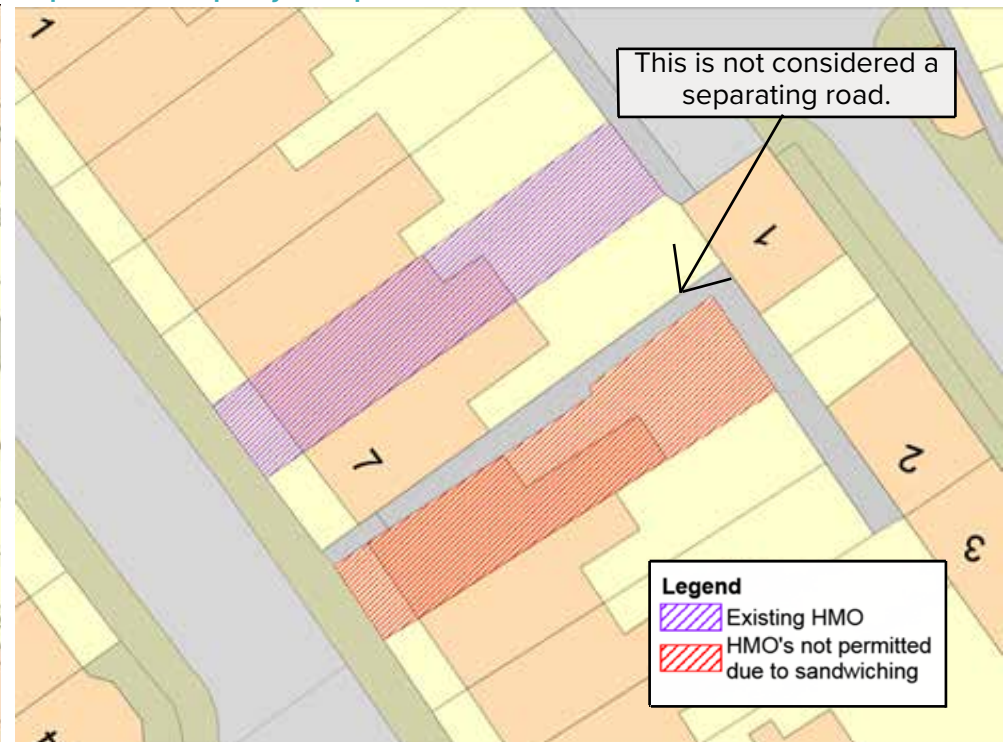 1
This is not considered a
separating road.
1
7
2
3
4
Legend
Existing HMO
HMO's not permitted
due to sandwiching